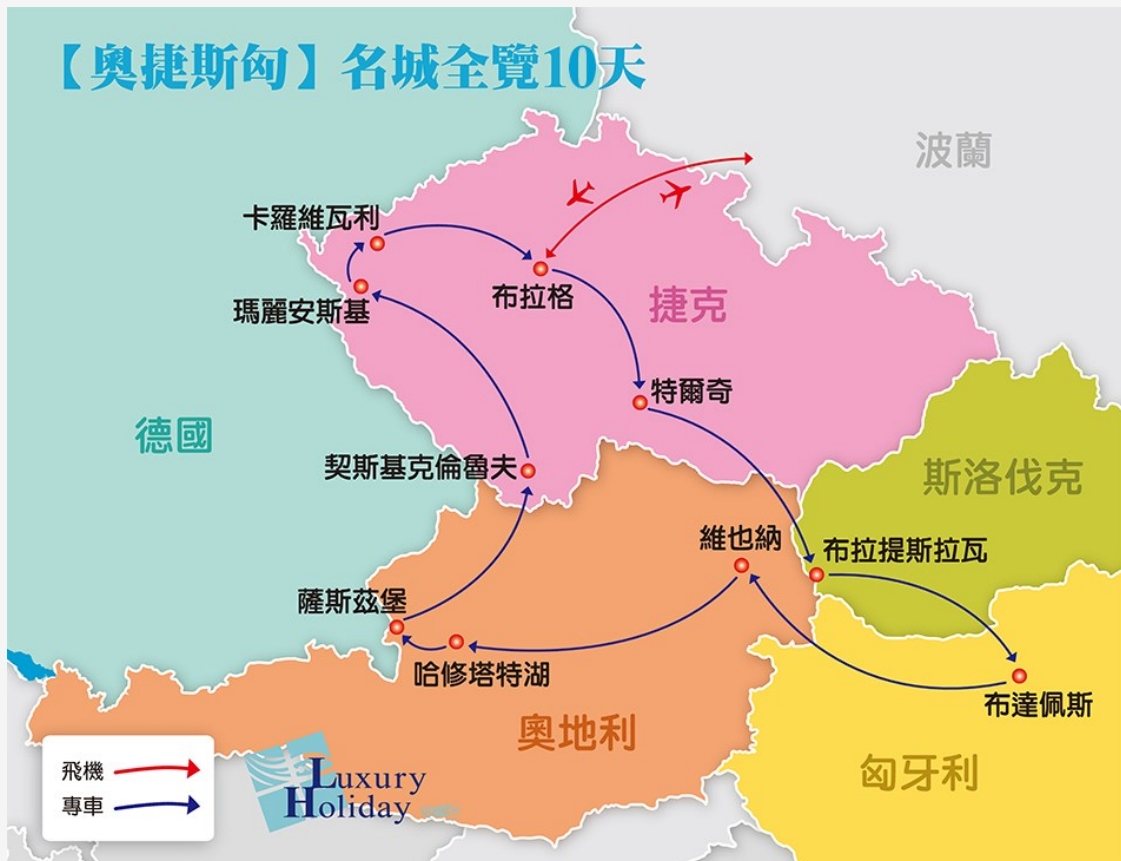 【奧捷斯匈】名城全覽10天
波蘭
卡羅維瓦利
瑪麗安斯基
布拉格
捷克
特爾奇
德國
契斯基克倫魯夫
斯洛伐克
維也納
布拉提斯拉瓦
薩斯茲堡
哈修塔特湖
布達佩斯
奧地利
匈牙利
飛機
專車
Luxury
Holiday